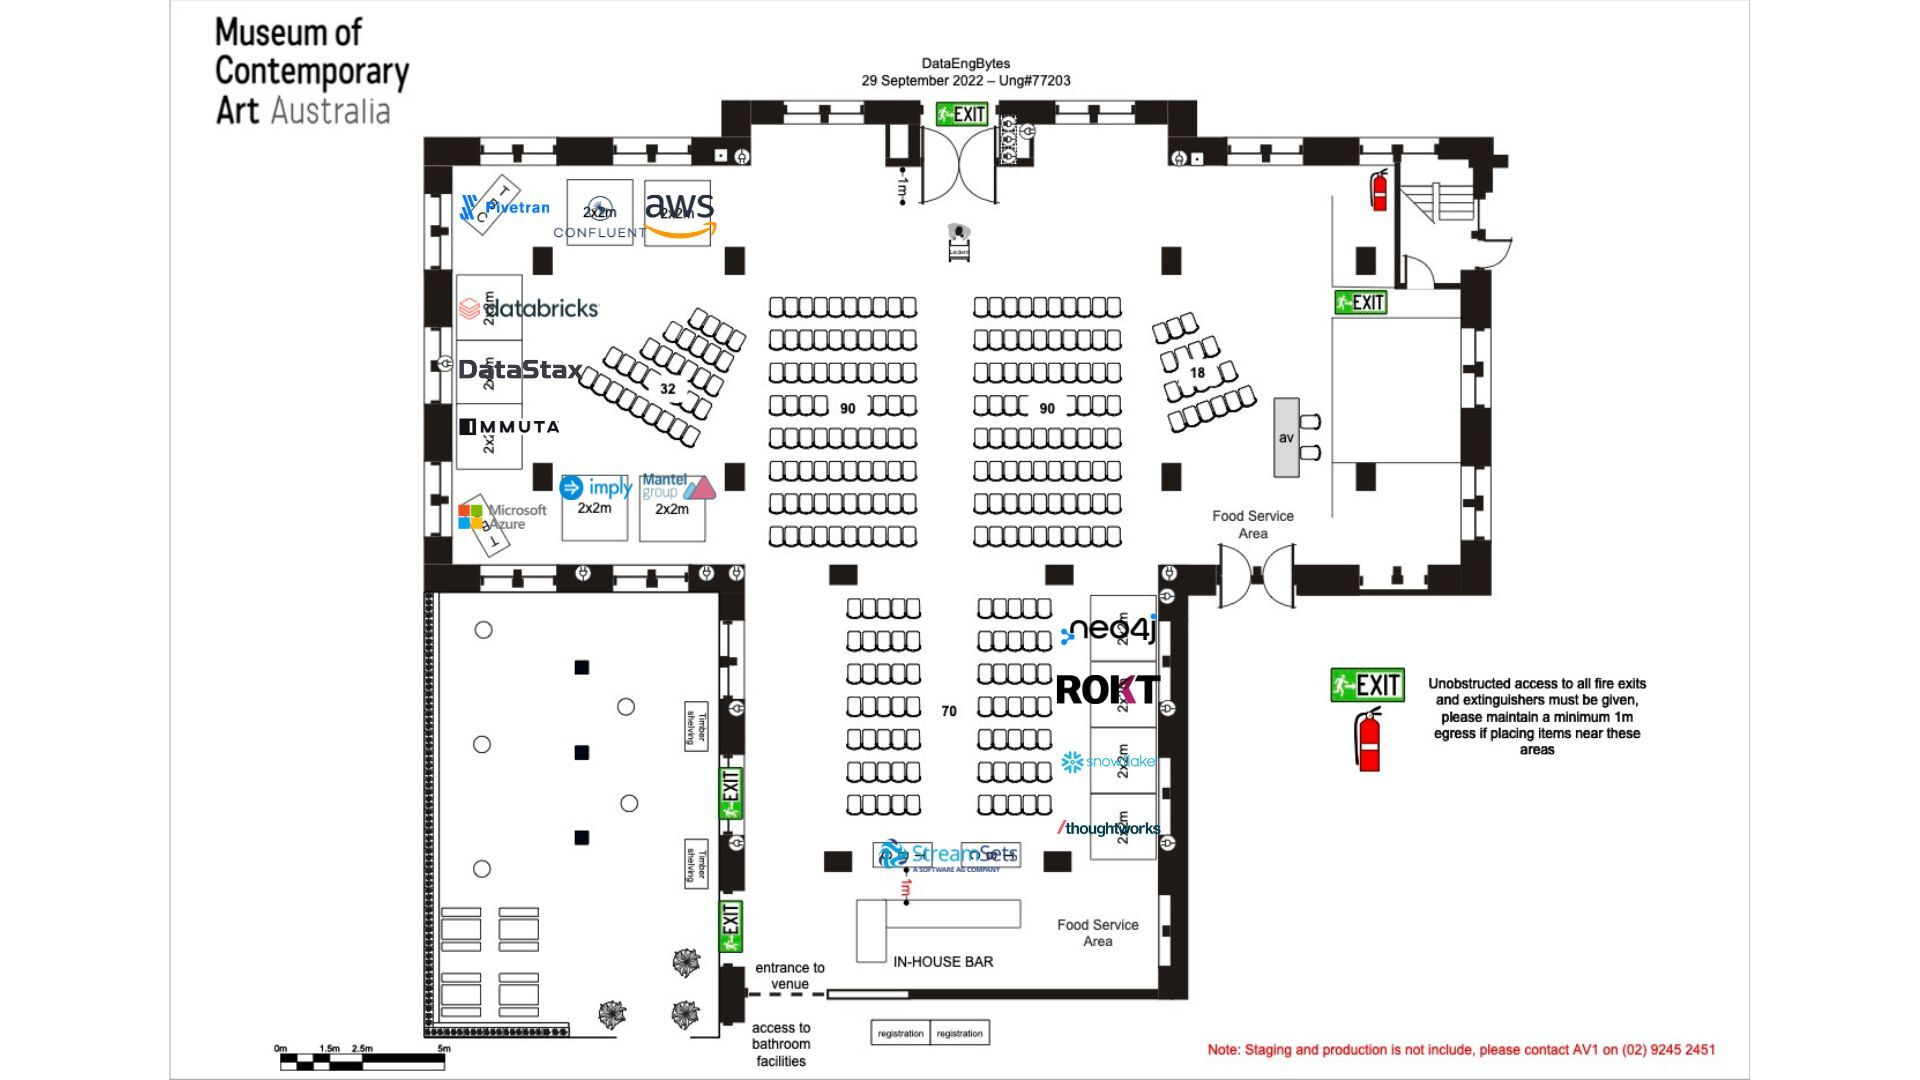 Museum of
Contemporary
Art Australia
DataEngBytes
29 September 2022 – Ung#77203
EXIT
1m
Fivetran
T B C
2x2m
CONFLUENT
aws
2x2m
Lectern
databricks
2x2m
EXIT
DataStax
2x2m
32
90
90
18
IMMUTA
2x2
av
imply
2x2m
Mantel
group
2x2m
Microsoft
Azure
T B
Food Service
Area
neo4j
2x2m
ROKT
2x2m
70
snowflake
2x2m
thoughtworks
2x2m
StreamSets
A SOFTWARE AG COMPANY
1m
Timber
shelving
EXIT
Timber
shelving
EXIT
EXIT
Unobstructed access to all fire exits
and extinguishers must be given,
please maintain a minimum 1m
egress if placing items near these
areas
Food Service
Area
IN-HOUSE BAR
entrance to
venue
access to
bathroom
facilities
registration
registration
0m 1.5m 2.5m 5m
Note: Staging and production is not include, please contact AV1 on (02) 9245 2451